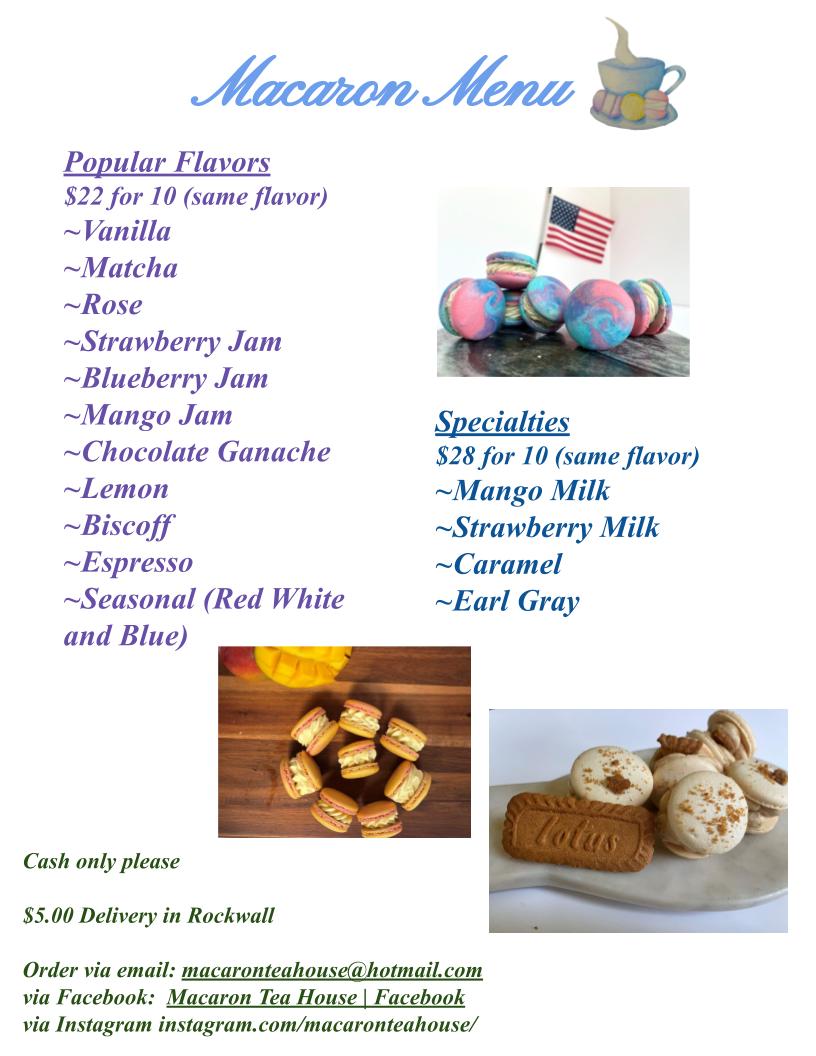 Macaron Menu
Popular Flavors
$22 for 10 (same flavor)
~Vanilla
~Matcha
~Rose
~Strawberry Jam
~Blueberry Jam
~Mango Jam
~Chocolate Ganache
~Lemon
~Biscoff
~Espresso
~Seasonal (Red White
and Blue)
Specialties
$28 for 10 (same flavor)
~Mango Milk
~Strawberry Milk
~Caramel
~Earl Gray
lotus
Cash only please
$5.00 Delivery in Rockwall
Order via email: macaronteahouse@hotmail.com
via Facebook: Macaron Tea House | Facebook
via Instagram instagram.com/macaronteahouse/